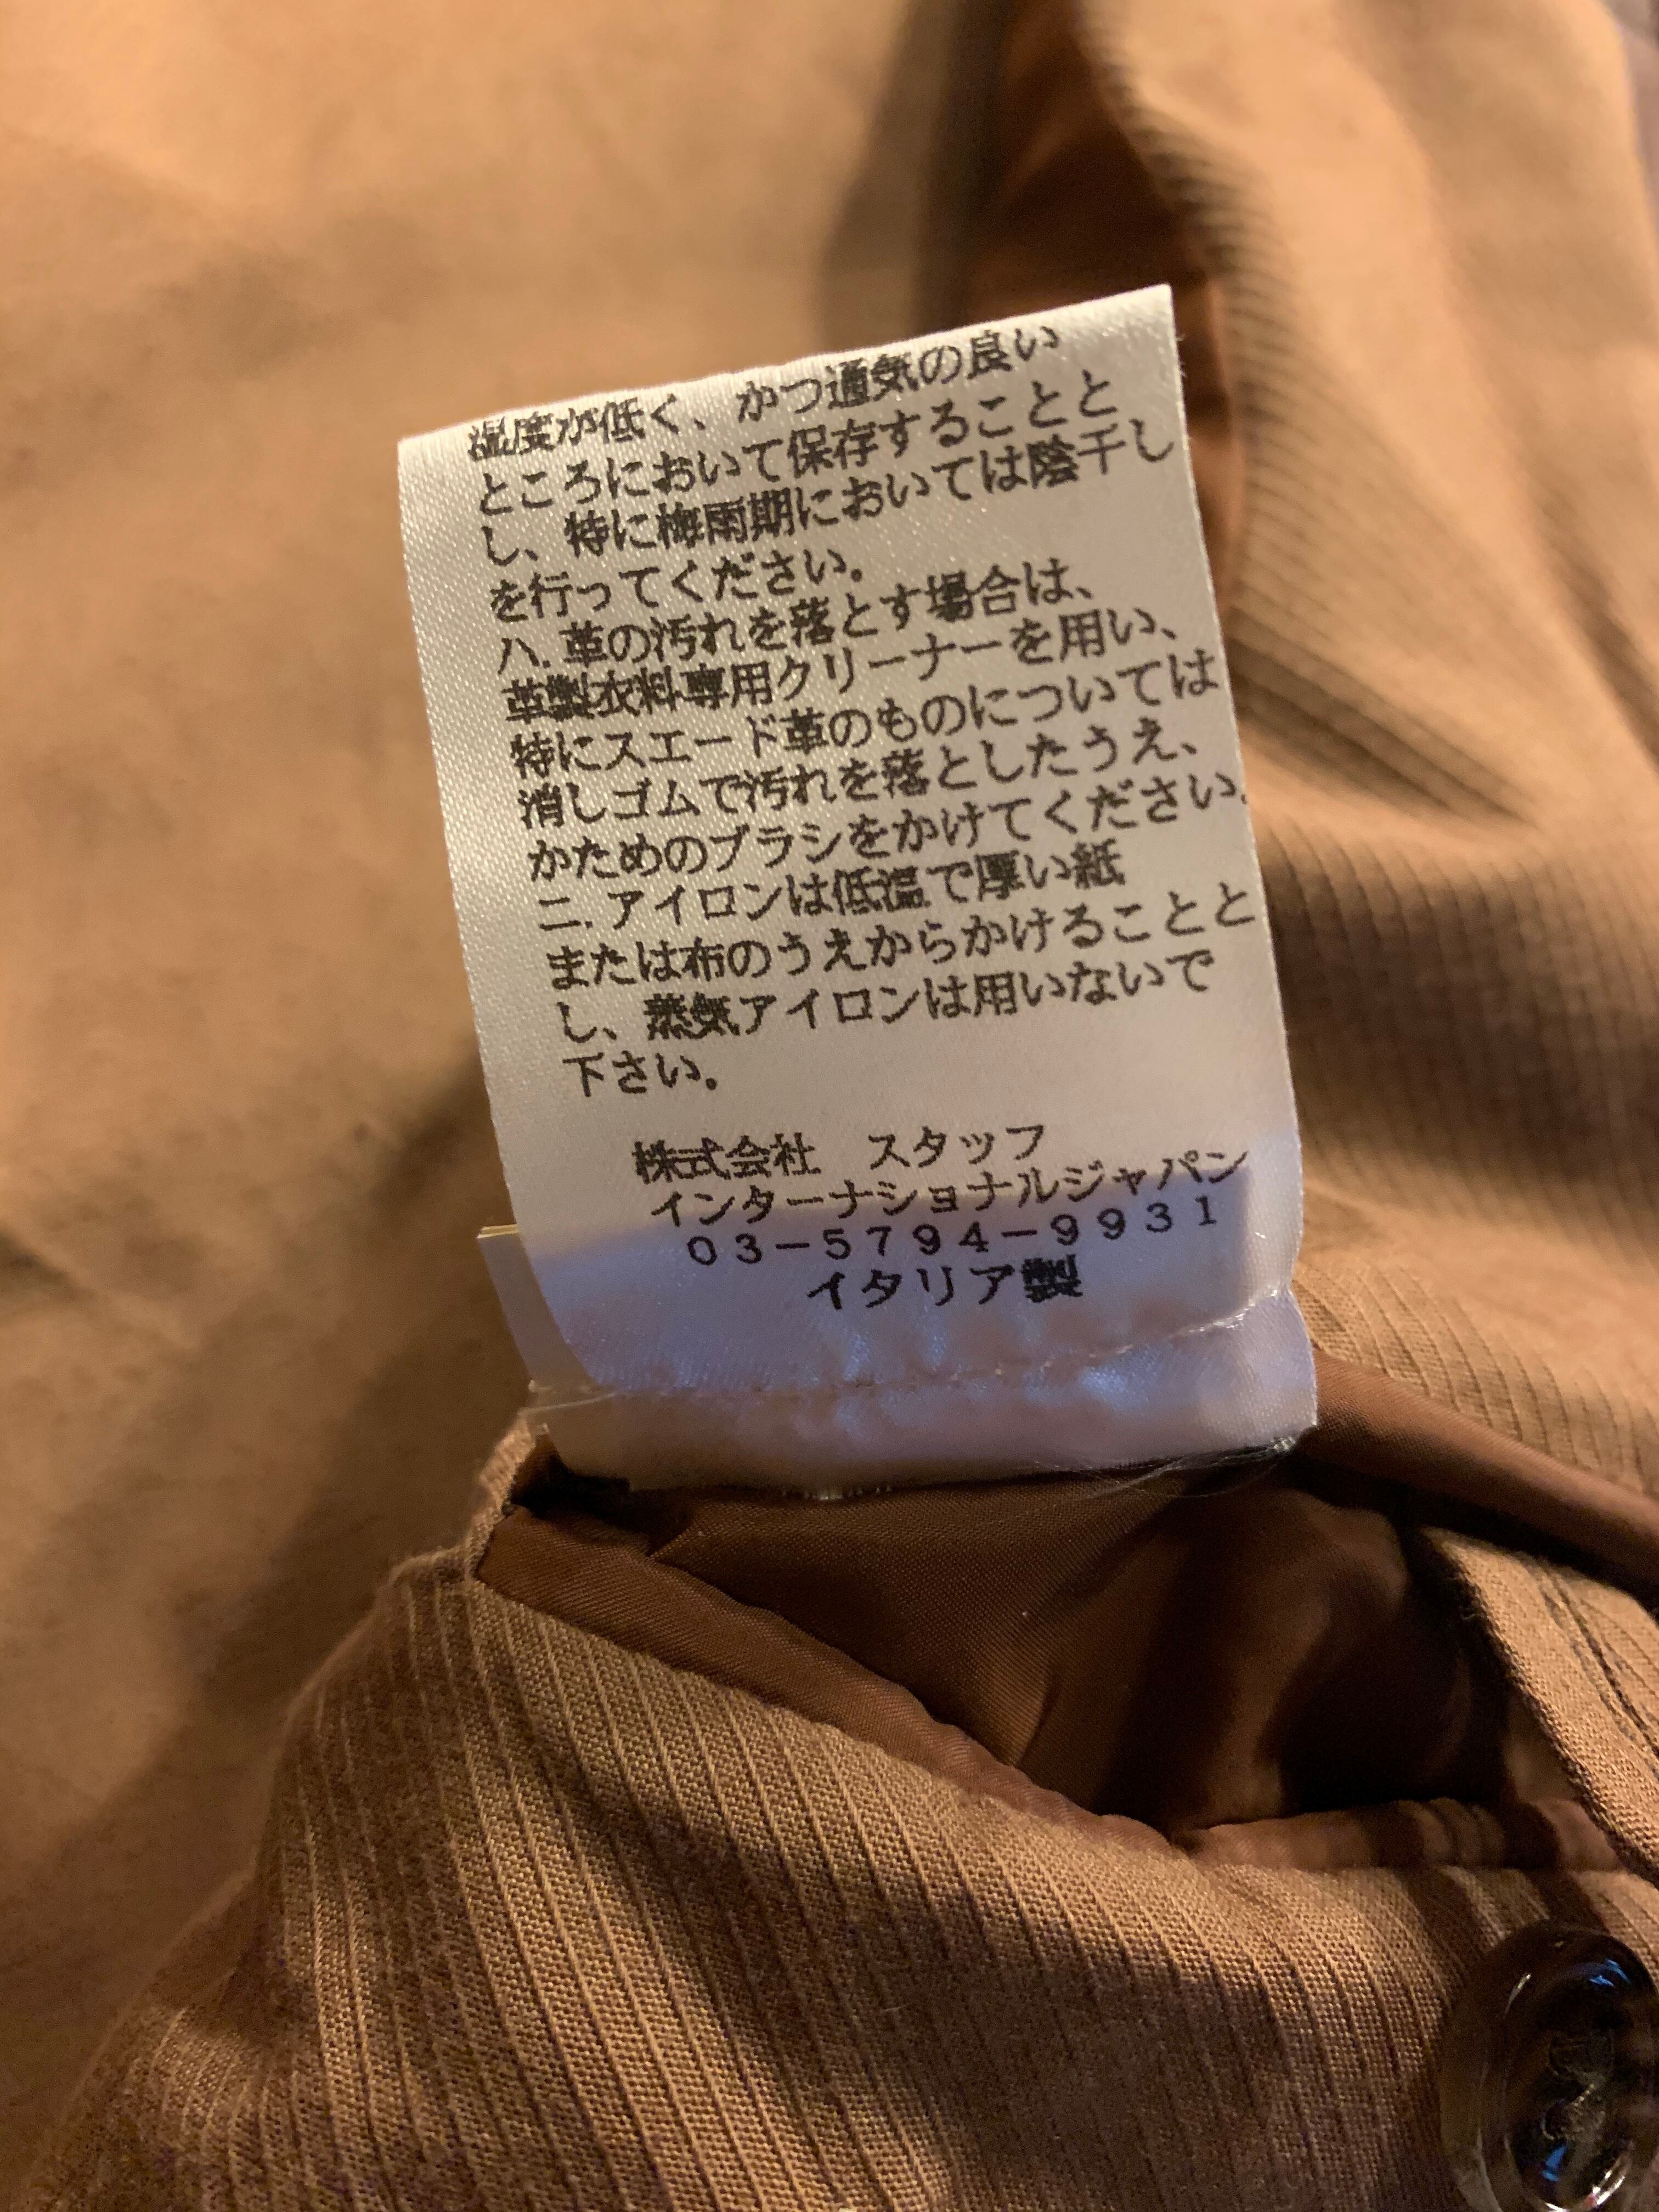 湿度が低く、かつ通気の良い
ところにおいて保存することと
し、特に梅雨期においては陰干し
を行ってください。
ハ.革の汚れを落とす場合は、
革製衣料専用クリーナーを用い、
特にスエード革のものについては
消しゴムで汚れを落としたうえ、
かためのブラシをかけてください.
ニ.アイロンは低温で厚い紙
または布のうえからかけることと
し、蒸気アイロンは用いないで
下さい。
株式会社　スタッフ
インターナショナルジャパン
03-5794-9931
イタリア製